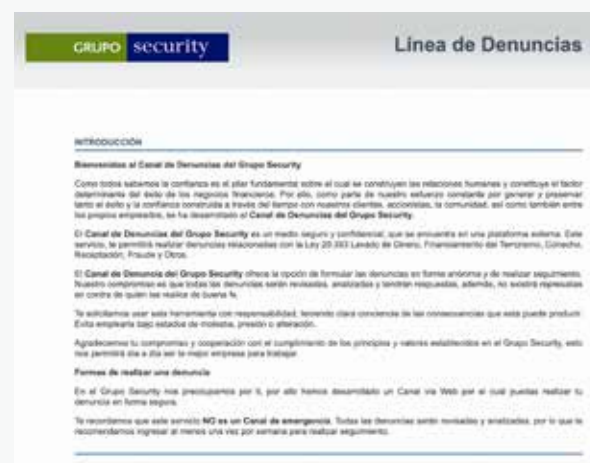 GRUPO security
Linea de Denuncias
INTRODUCCIÓN
Bienvenidos al Canal de Denuncias del Grupo Security
Como todos sabemos la confianza es el pilar fundamental sobre el cual se construyen las relaciones humanas y constituye el factor
determinante del éxito de los negocios financieros. Por ello, como parte de nuestro esfuerzo constante por generar y preservar
tanto el éxito y la confianza construida a través del tiempo con nuestros clientes, accionistas, la comunidad, así como también entre
los propios empleados, se ha desarrollado el Canal de Denuncias del Grupo Security.
El Canal de Denuncias del Grupo Security es un medio seguro y confidencial, que se encuentra en una plataforma externa. Este
servicio, te permitirá realizar denuncias relacionadas con la Ley 20.393 Lavado de Dinero, Financiamiento del Terrorismo, Cohecho,
Receptación, Fraude y Otros.
El Canal de Denuncia del Grupo Security ofrece la opción de formular las denuncias en forma anónima y de realizar seguimiento.
Nuestro compromiso es que todas las denuncias serán revisadas, analizadas y tendrán respuestas, además, no existirá represalias
en contra de quien las realice de buena fe.
Te solicitamos usar esta herramienta con responsabilidad, teniendo clara conciencia de las consecuencias que esta puede producir.
Evita emplearla bajo estados de molestia, presión o alteración.
Agradecemos tu compromiso y cooperación con el cumplimiento de los principios y valores establecidos en el Grupo Security, esto
nos permitirá día a día ser la mejor empresa para trabajar
Formas de realizar una denuncia
En el Grupo Security nos preocupamos por ti, por ello hemos desarrollado un Canal vía Web por el cual puedas realizar tu
denuncia en forma segura.
Te recordamos que este servicio NO es un Canal de emergencia. Todas las denuncias serán revisadas y analizadas, por lo que te
recomendamos ingresar al menos una vez por semana para realizar seguimiento.